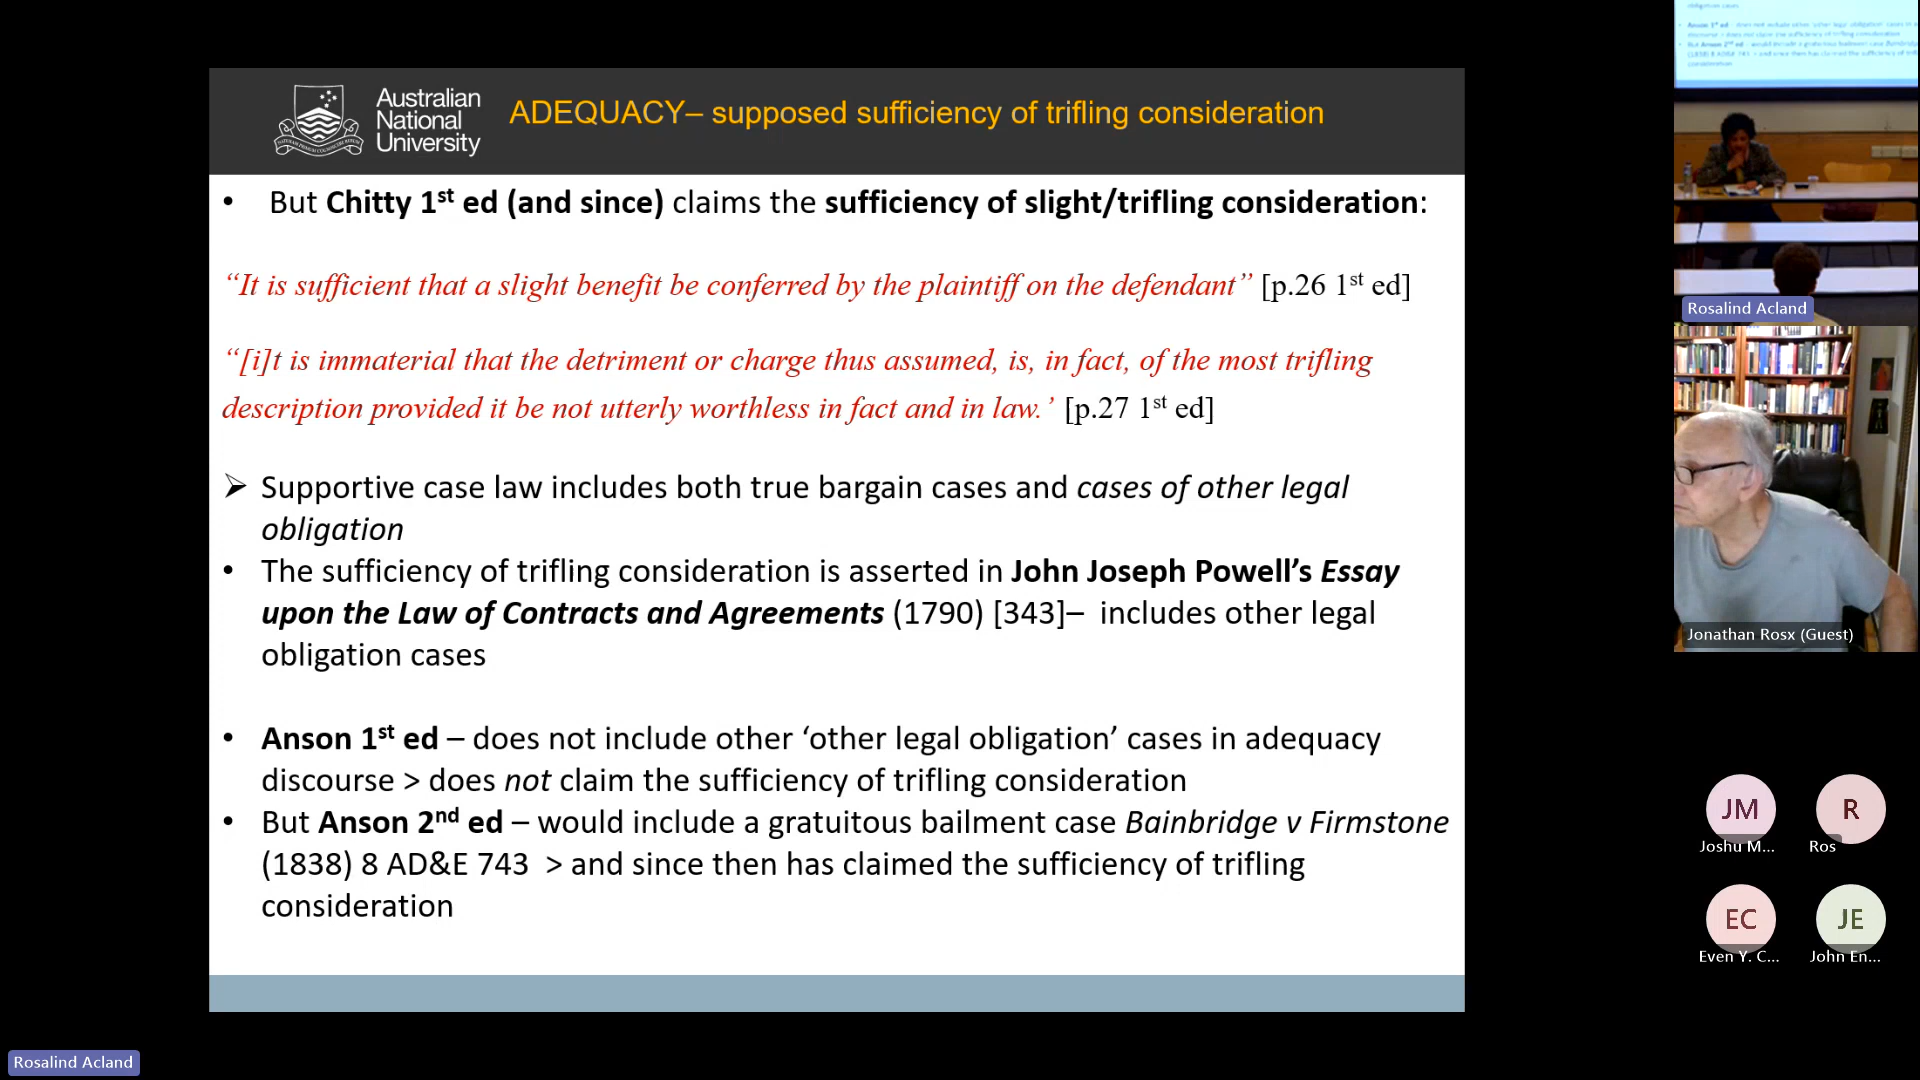 Australian
National
University
ADEQUACY– supposed sufficiency of trifling consideration
• But Chitty 1st ed (and since) claims the sufficiency of slight/trifling consideration:
“It is sufficient that a slight benefit be conferred by the plaintiff on the defendant” [p.26 1st ed]
“[i]t is immaterial that the detriment or charge thus assumed, is, in fact, of the most trifling
description provided it be not utterly worthless in fact and in law.’ [p.27 1st ed]
➢ Supportive case law includes both true bargain cases and cases of other legal
obligation
• The sufficiency of trifling consideration is asserted in John Joseph Powell’s Essay
upon the Law of Contracts and Agreements (1790) [343]– includes other legal
obligation cases
• Anson 1st ed – does not include other ‘other legal obligation’ cases in adequacy
discourse > does not claim the sufficiency of trifling consideration
• But Anson 2nd ed – would include a gratuitous bailment case Bainbridge v Firmstone
(1838) 8 AD&E 743 > and since then has claimed the sufficiency of trifling
consideration
Rosalind Acland
Jonathan Rosx (Guest)
JM
Joshu M...
R
Ros
EC
Even Y. C...
JE
John En...
Rosalind Acland